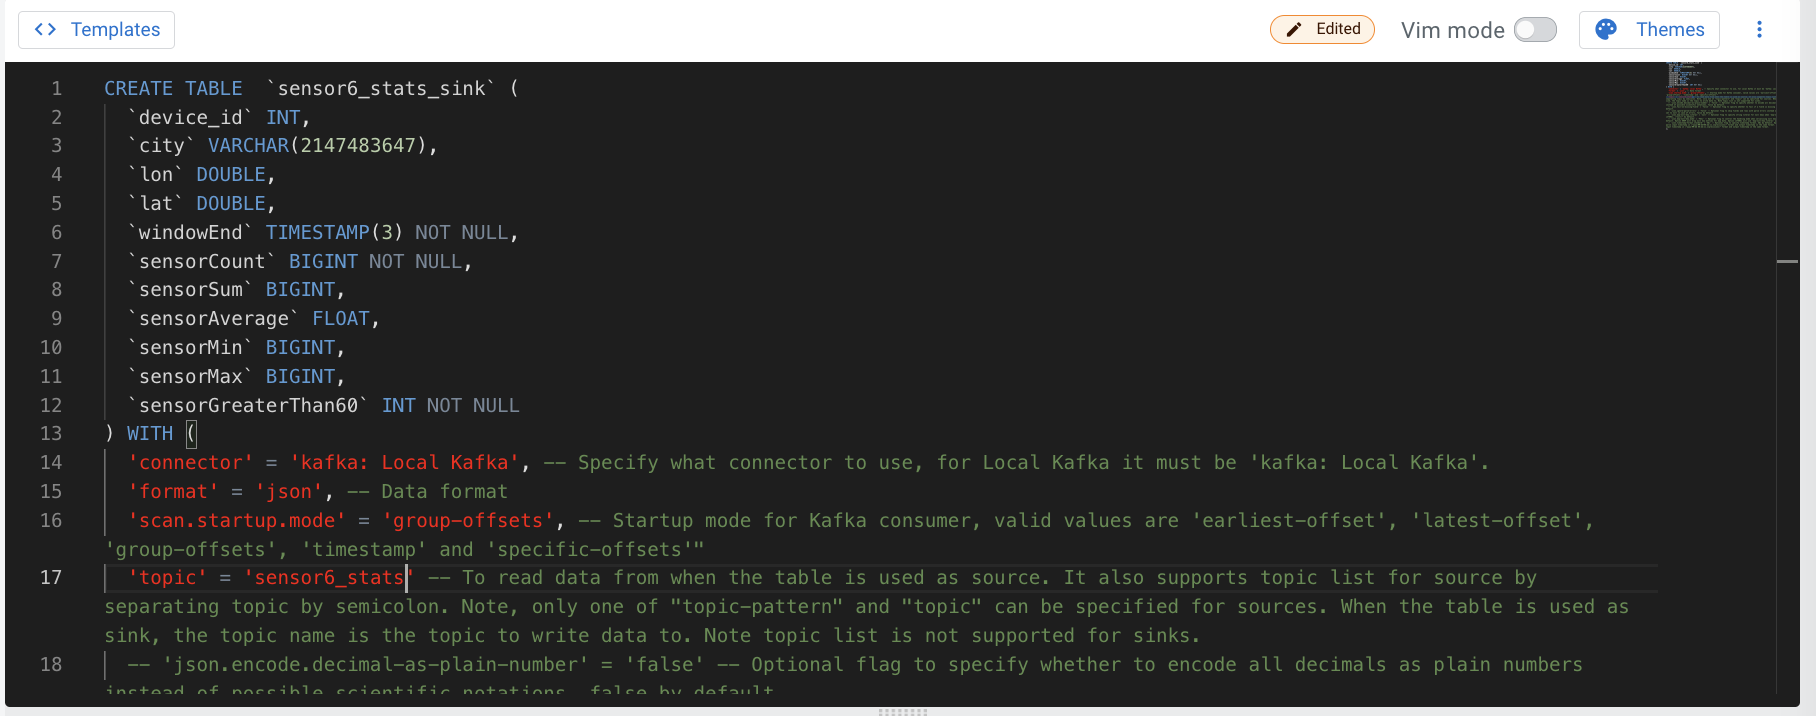 Templates
Edited
Vim mode
Themes
1 CREATE TABLE  `sensor6_stats_sink` (
2 `device_id` INT,
3 `city` VARCHAR(2147483647),
4 `lon` DOUBLE,
5 `lat` DOUBLE,
6 `windowEnd` TIMESTAMP(3) NOT NULL,
7 `sensorCount` BIGINT NOT NULL,
8 `sensorSum` BIGINT,
9 `sensorAverage` FLOAT,
10 `sensorMin` BIGINT,
11 `sensorMax` BIGINT,
12 `sensorGreaterThan60` INT NOT NULL
13 ) WITH (
14 'connector' = 'kafka: Local Kafka', -- Specify what connector to use, for Local Kafka it must be 'kafka: Local Kafka'.
15 'format' = 'json', -- Data format
16 'scan.startup.mode' = 'group-offsets', -- Startup mode for Kafka consumer, valid values are 'earliest-offset', 'latest-offset',
'group-offsets', 'timestamp' and 'specific-offsets'"
17 'topic' = 'sensor6_stats' -- To read data from when the table is used as source. It also supports topic list for source by
separating topic by semicolon. Note, only one of "topic-pattern" and "topic" can be specified for sources. When the table is used as
sink, the topic name is the topic to write data to. Note topic list is not supported for sinks.
18 -- 'json.encode.decimal-as-plain-number' = 'false' -- Optional flag to specify whether to encode all decimals as plain numbers
instead of possible scientific notations, false by default